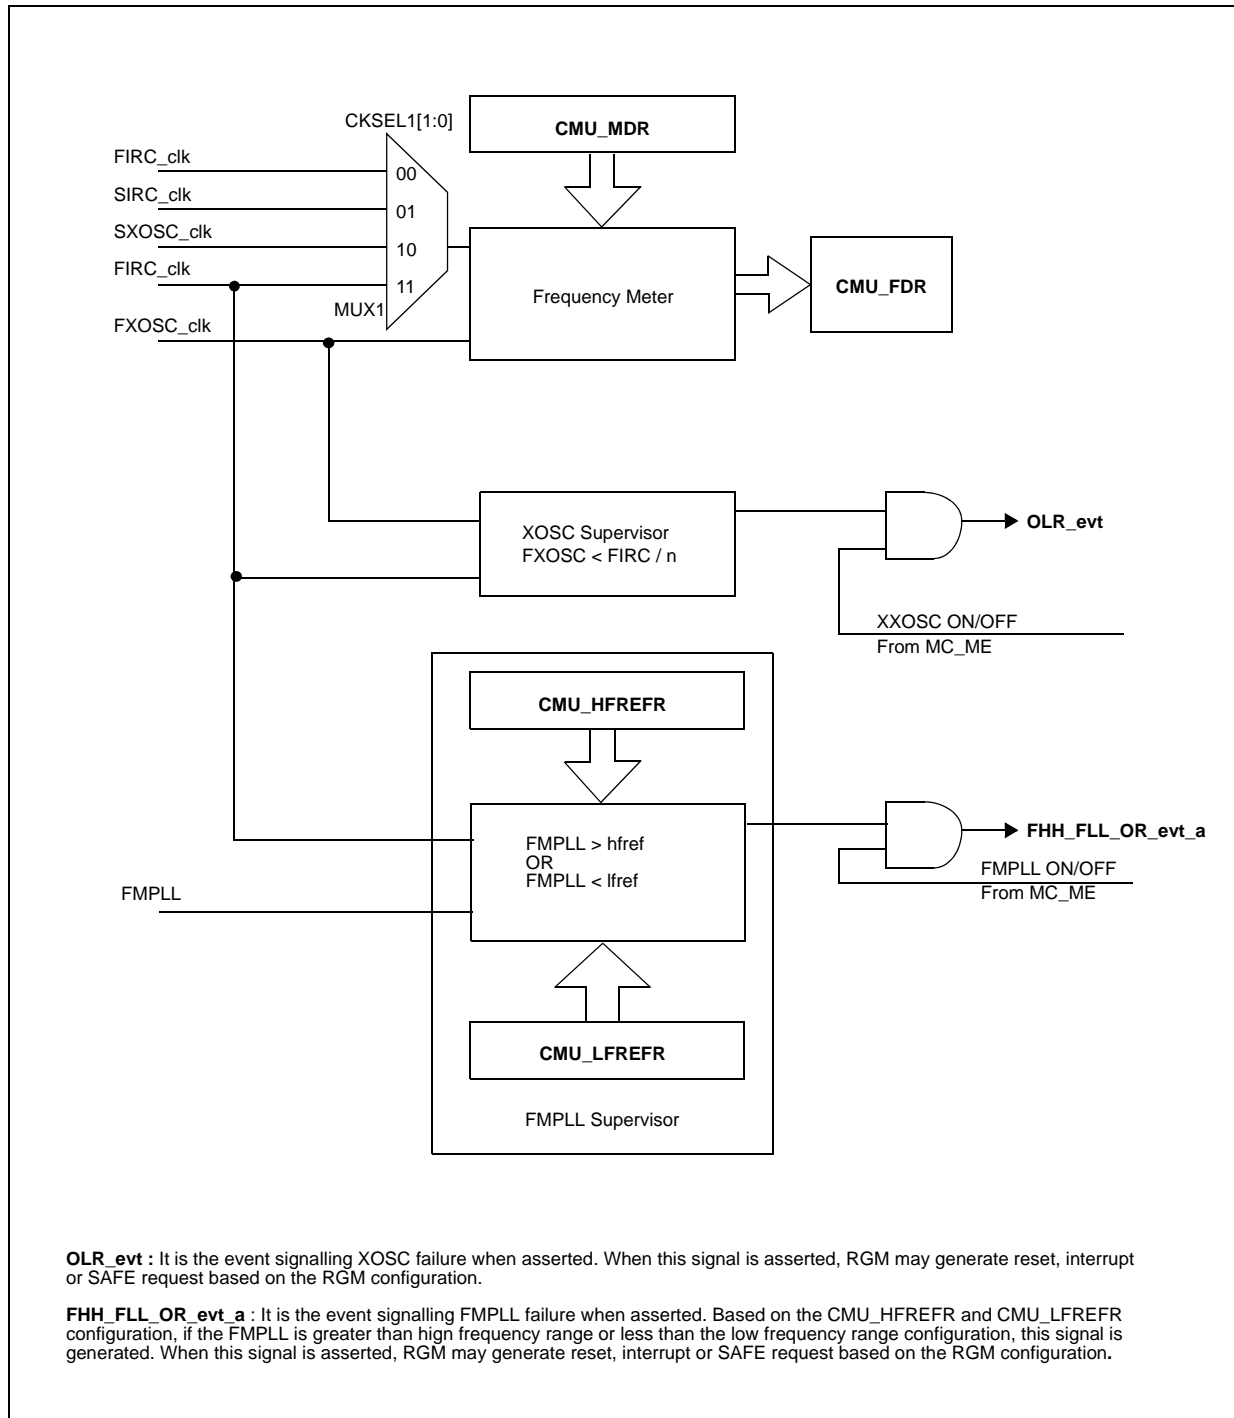 CKSEL1[1:0]
CMU_MDR
FIRC_clk
00
SIRC_clk
01
SXOSC_clk
10
FIRC_clk
11
Frequency Meter
CMU_FDR
MUX1
FXOSC_clk
XOSC Supervisor
FXOSC < FIRC / n
OLR_evt
XXOSC ON/OFF
From MC_ME
CMU_HFREFR
FMPLL > hfref
OR
FMPLL < lfref
FHH_FLL_OR_evt_a
FMPLL ON/OFF
From MC_ME
FMPLL
CMU_LFREFR
FMPLL Supervisor
OLR_evt : It is the event signalling XOSC failure when asserted. When this signal is asserted, RGM may generate reset, interrupt
or SAFE request based on the RGM configuration.
FHH_FLL_OR_evt_a : It is the event signalling FMPLL failure when asserted. Based on the CMU_HFREFR and CMU_LFREFR
configuration, if the FMPLL is greater than hign frequency range or less than the low frequency range configuration, this signal is
generated. When this signal is asserted, RGM may generate reset, interrupt or SAFE request based on the RGM configuration.